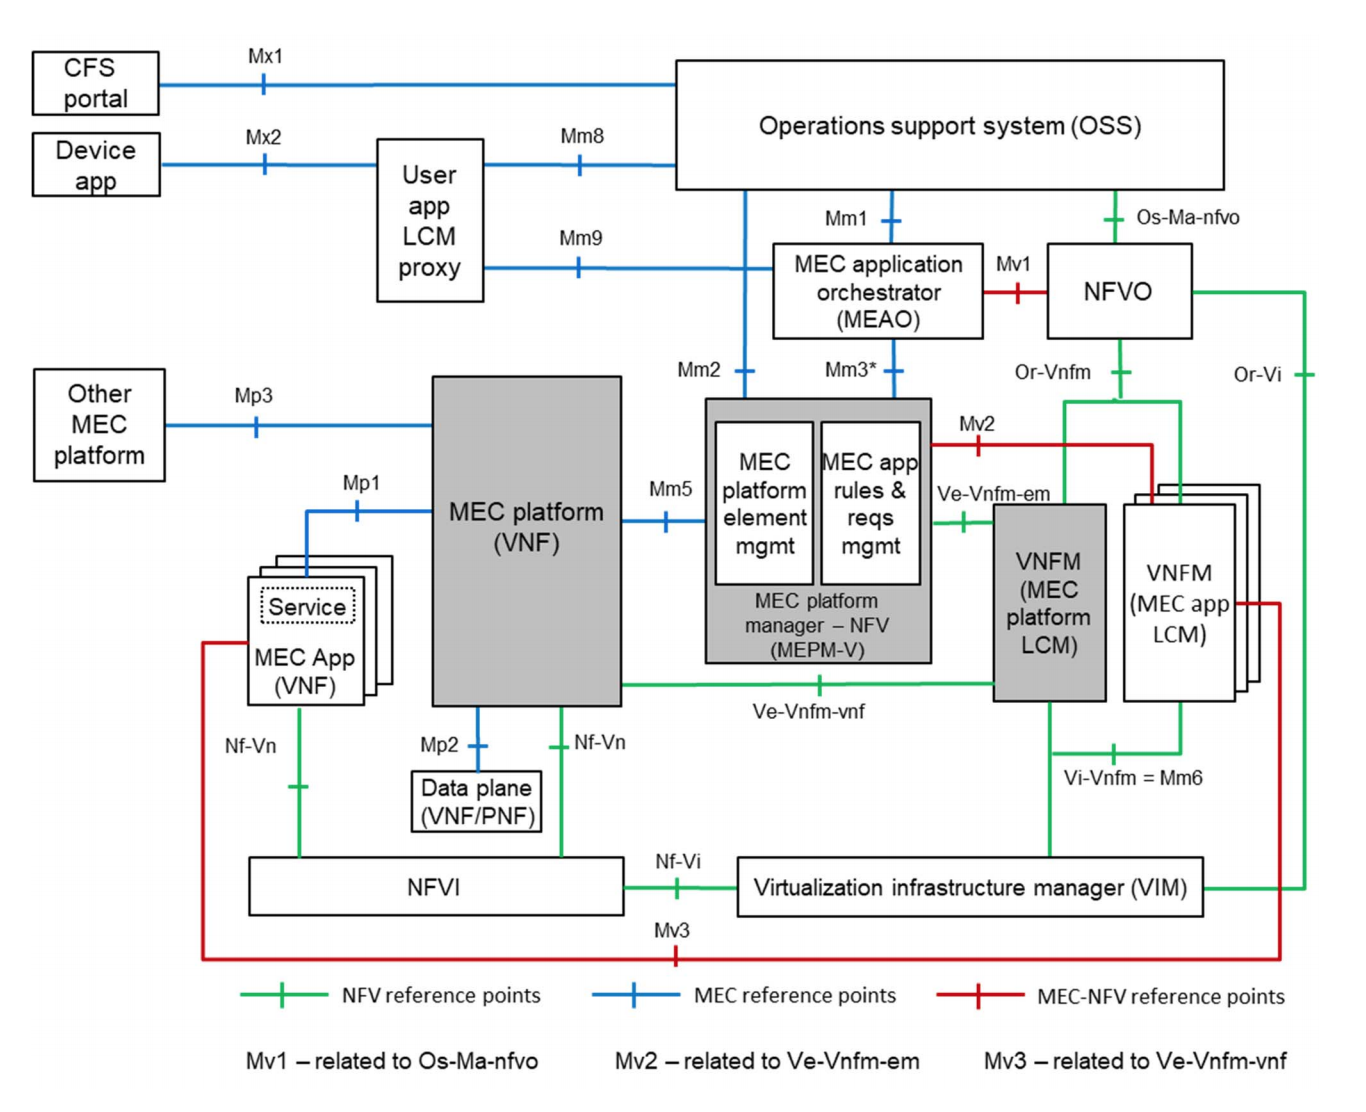 Mx1
CFS
portal
Operations support system (OSS)
Mx2
Device
app
Mm8
User
app
LCM
proxy
Mm1
Os-Ma-nfvo
Mm9
MEC application
orchestrator
(MEAO)
Mv1
NFVO
Mm2
Mm3*
Or-Vnfm
Or-Vi
Other
MEC
platform
Mp3
Mv2
MEC
platform
element
mgmt
MEC app
rules &
reqs
mgmt
Mp1
MEC platform
(VNF)
Mm5
Ve-Vnfm-em
VNFM
(MEC
platform
LCM)
VNFM
(MEC app
LCM)
Service
MEC App
(VNF)
MEC platform
manager – NFV
(MEPM-V)
Ve-Vnfm-vnf
Nf-Vn
Mp2
Nf-Vn
Data plane
(VNF/PNF)
Vi-Vnfm = Mm6
NFVI
Nf-Vi
Virtualization infrastructure manager (VIM)
Mv3
NFV reference points
MEC reference points
MEC-NFV reference points
Mv1 – related to Os-Ma-nfvo
Mv2 – related to Ve-Vnfm-em
Mv3 – related to Ve-Vnfm-vnf